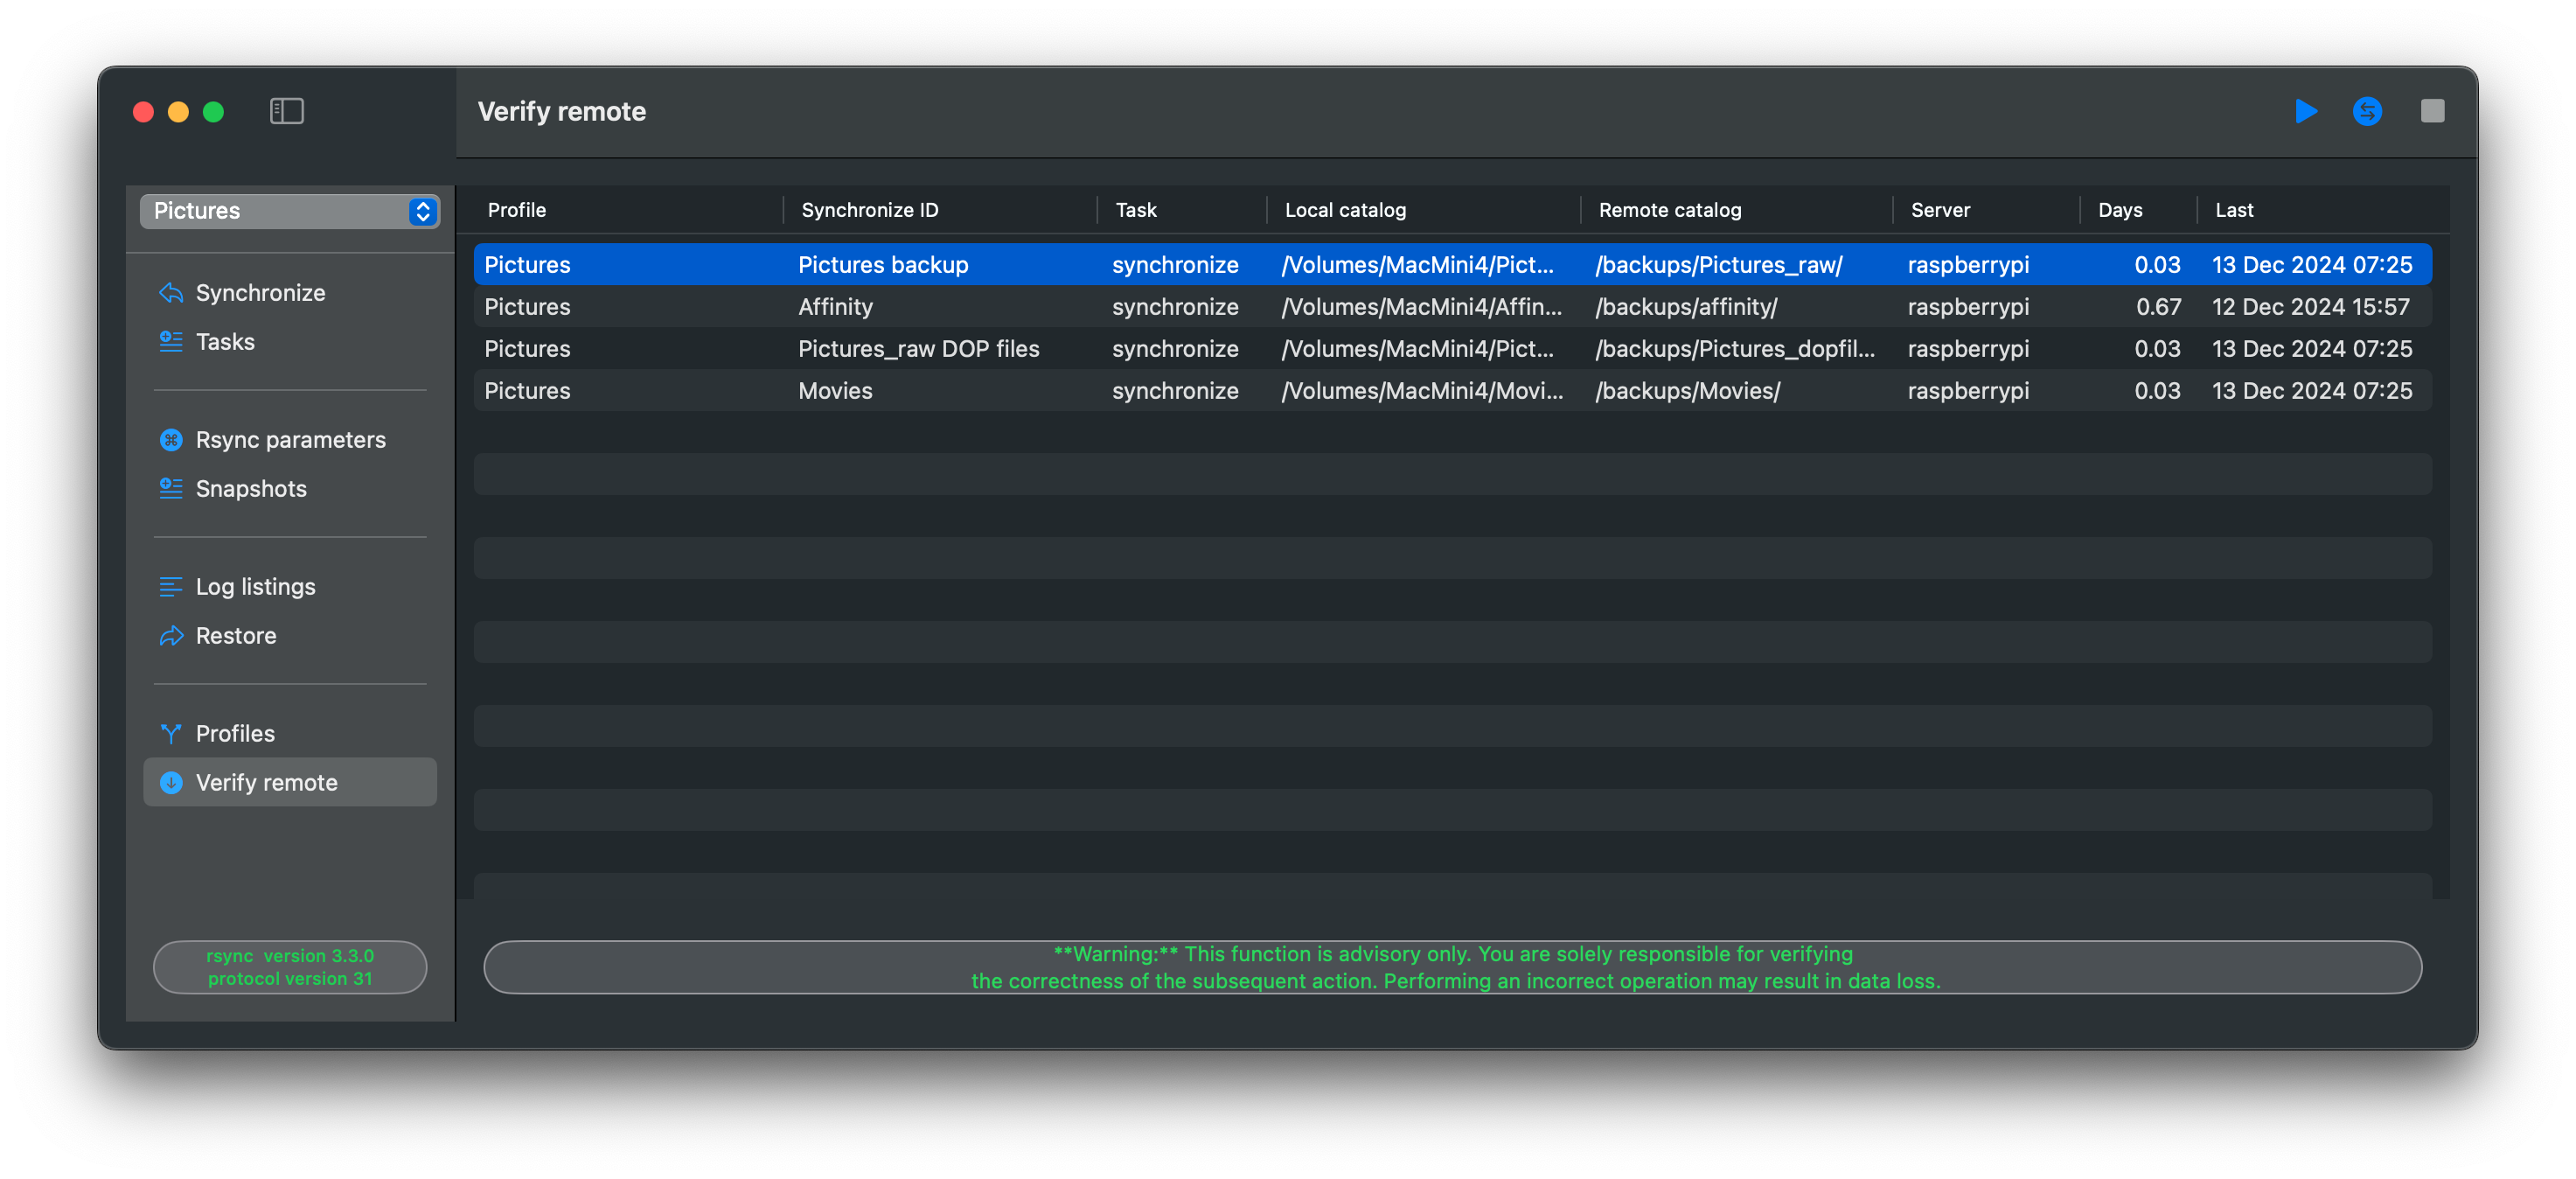 Verify remote
Pictures
Synchronize
Tasks
Rsync parameters
Snapshots
Log listings
Restore
Profiles
Verify remote
rsync  version 3.3.0
protocol version 31
Profile Synchronize ID Task Local catalog Remote catalog Server Days Last
Pictures Pictures backup synchronize /Volumes/MacMini4/Pict... /backups/Pictures_raw/ raspberrypi 0.03 13 Dec 2024 07:25
Pictures Affinity synchronize /Volumes/MacMini4/Affin... /backups/affinity/ raspberrypi 0.67 12 Dec 2024 15:57
Pictures Pictures_raw DOP files synchronize /Volumes/MacMini4/Pict... /backups/Pictures_dopfil... raspberrypi 0.03 13 Dec 2024 07:25
Pictures Movies synchronize /Volumes/MacMini4/Movi... /backups/Movies/ raspberrypi 0.03 13 Dec 2024 07:25
**Warning:** This function is advisory only. You are solely responsible for verifying
the correctness of the subsequent action. Performing an incorrect operation may result in data loss.